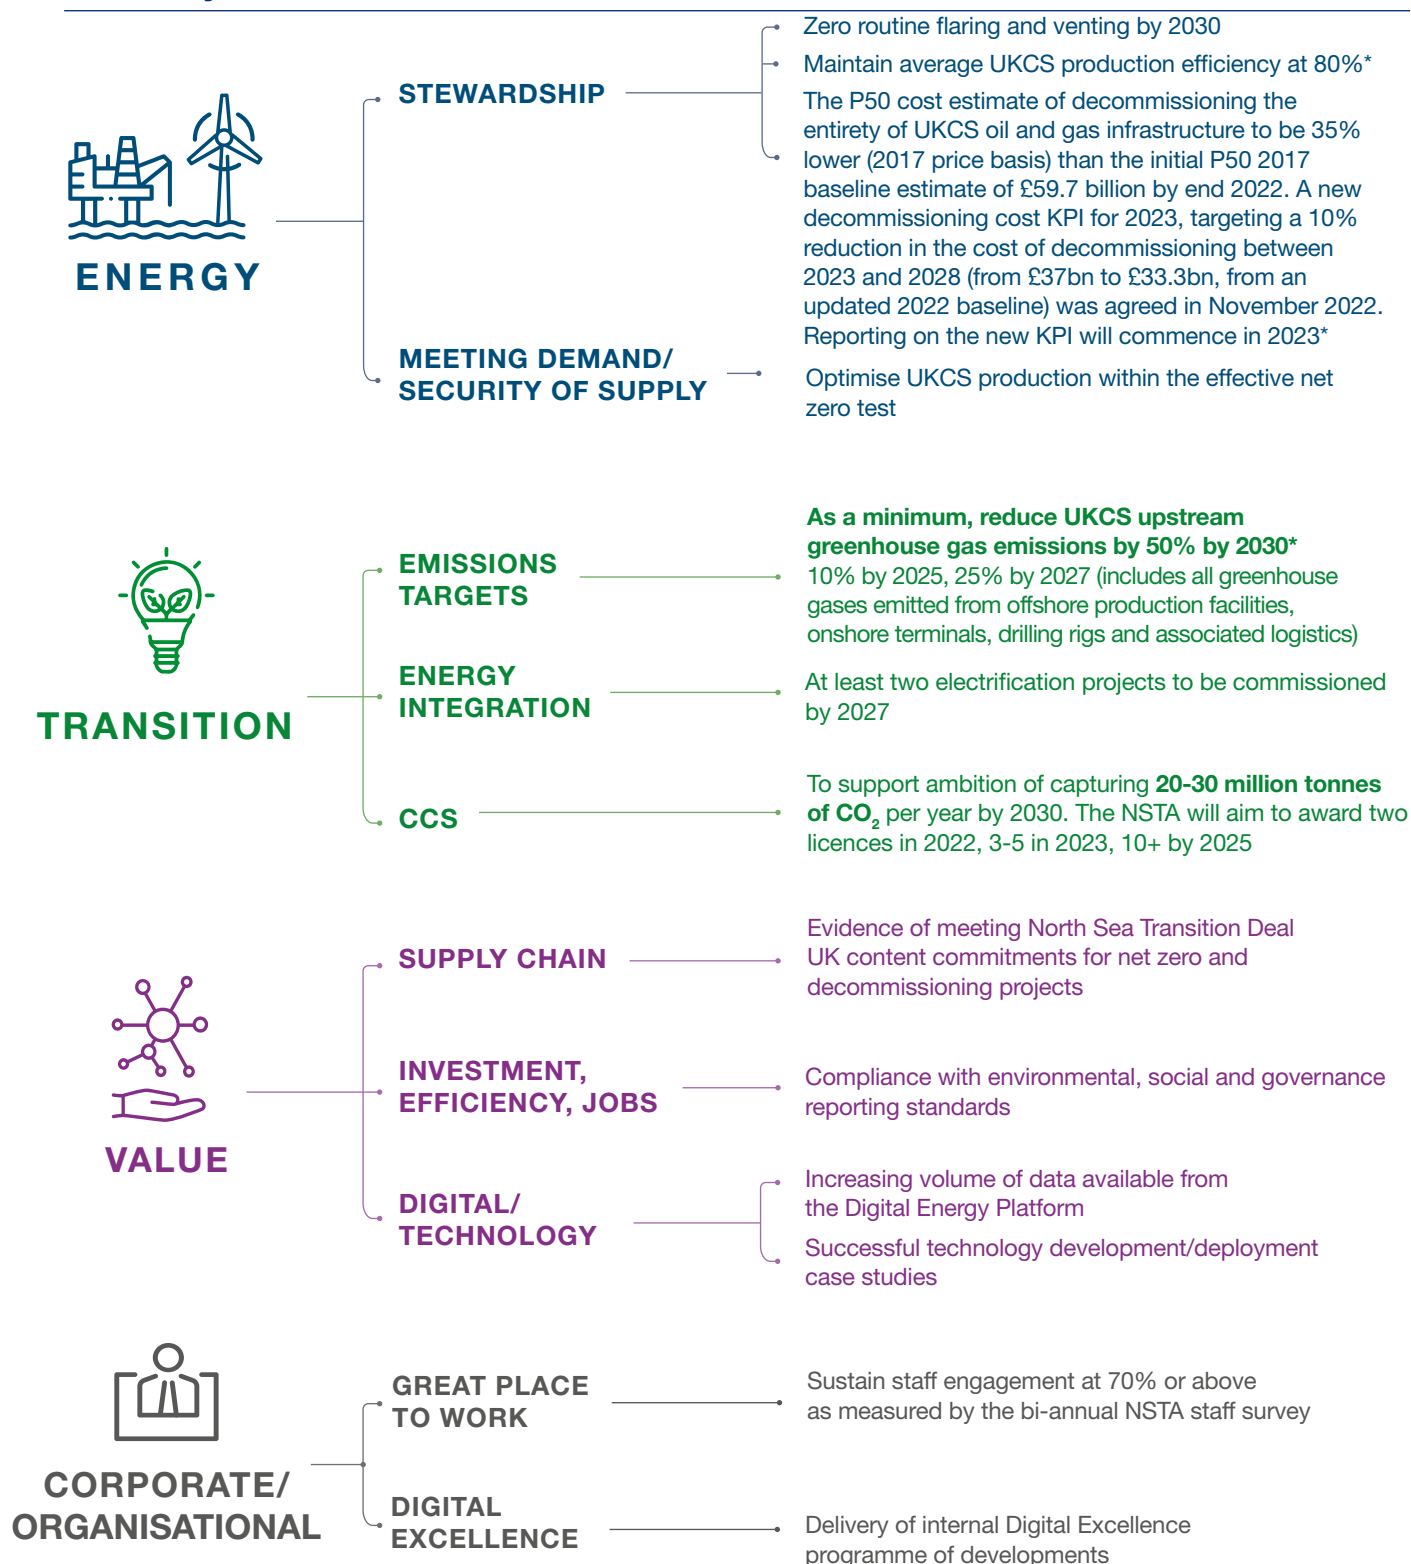 ENERGY
STEWARDSHIP
Zero routine flaring and venting by 2030
Maintain average UKCS production efficiency at 80%*
The P50 cost estimate of decommissioning the
entirety of UKCS oil and gas infrastructure to be 35%
lower (2017 price basis) than the initial P50 2017
baseline estimate of £59.7 billion by end 2022. A new
decommissioning cost KPI for 2023, targeting a 10%
reduction in the cost of decommissioning between
2023 and 2028 (from £37bn to £33.3bn, from an
updated 2022 baseline) was agreed in November 2022.
Reporting on the new KPI will commence in 2023*
MEETING DEMAND/
SECURITY OF SUPPLY
Optimise UKCS production within the effective net
zero test
TRANSITION
EMISSIONS
TARGETS
As a minimum, reduce UKCS upstream
greenhouse gas emissions by 50% by 2030*
10% by 2025, 25% by 2027 (includes all greenhouse
gases emitted from offshore production facilities,
onshore terminals, drilling rigs and associated logistics)
ENERGY
INTEGRATION
At least two electrification projects to be commissioned
by 2027
CCS
To support ambition of capturing 20-30 million tonnes
of CO₂ per year by 2030. The NSTA will aim to award two
licences in 2022, 3-5 in 2023, 10+ by 2025
VALUE
SUPPLY CHAIN
Evidence of meeting North Sea Transition Deal
UK content commitments for net zero and
decommissioning projects
INVESTMENT,
EFFICIENCY, JOBS
Compliance with environmental, social and governance
reporting standards
DIGITAL/
TECHNOLOGY
Increasing volume of data available from
the Digital Energy Platform
Successful technology development/deployment
case studies
CORPORATE/
ORGANISATIONAL
GREAT PLACE
TO WORK
Sustain staff engagement at 70% or above
as measured by the bi-annual NSTA staff survey
DIGITAL
EXCELLENCE
Delivery of internal Digital Excellence
programme of developments